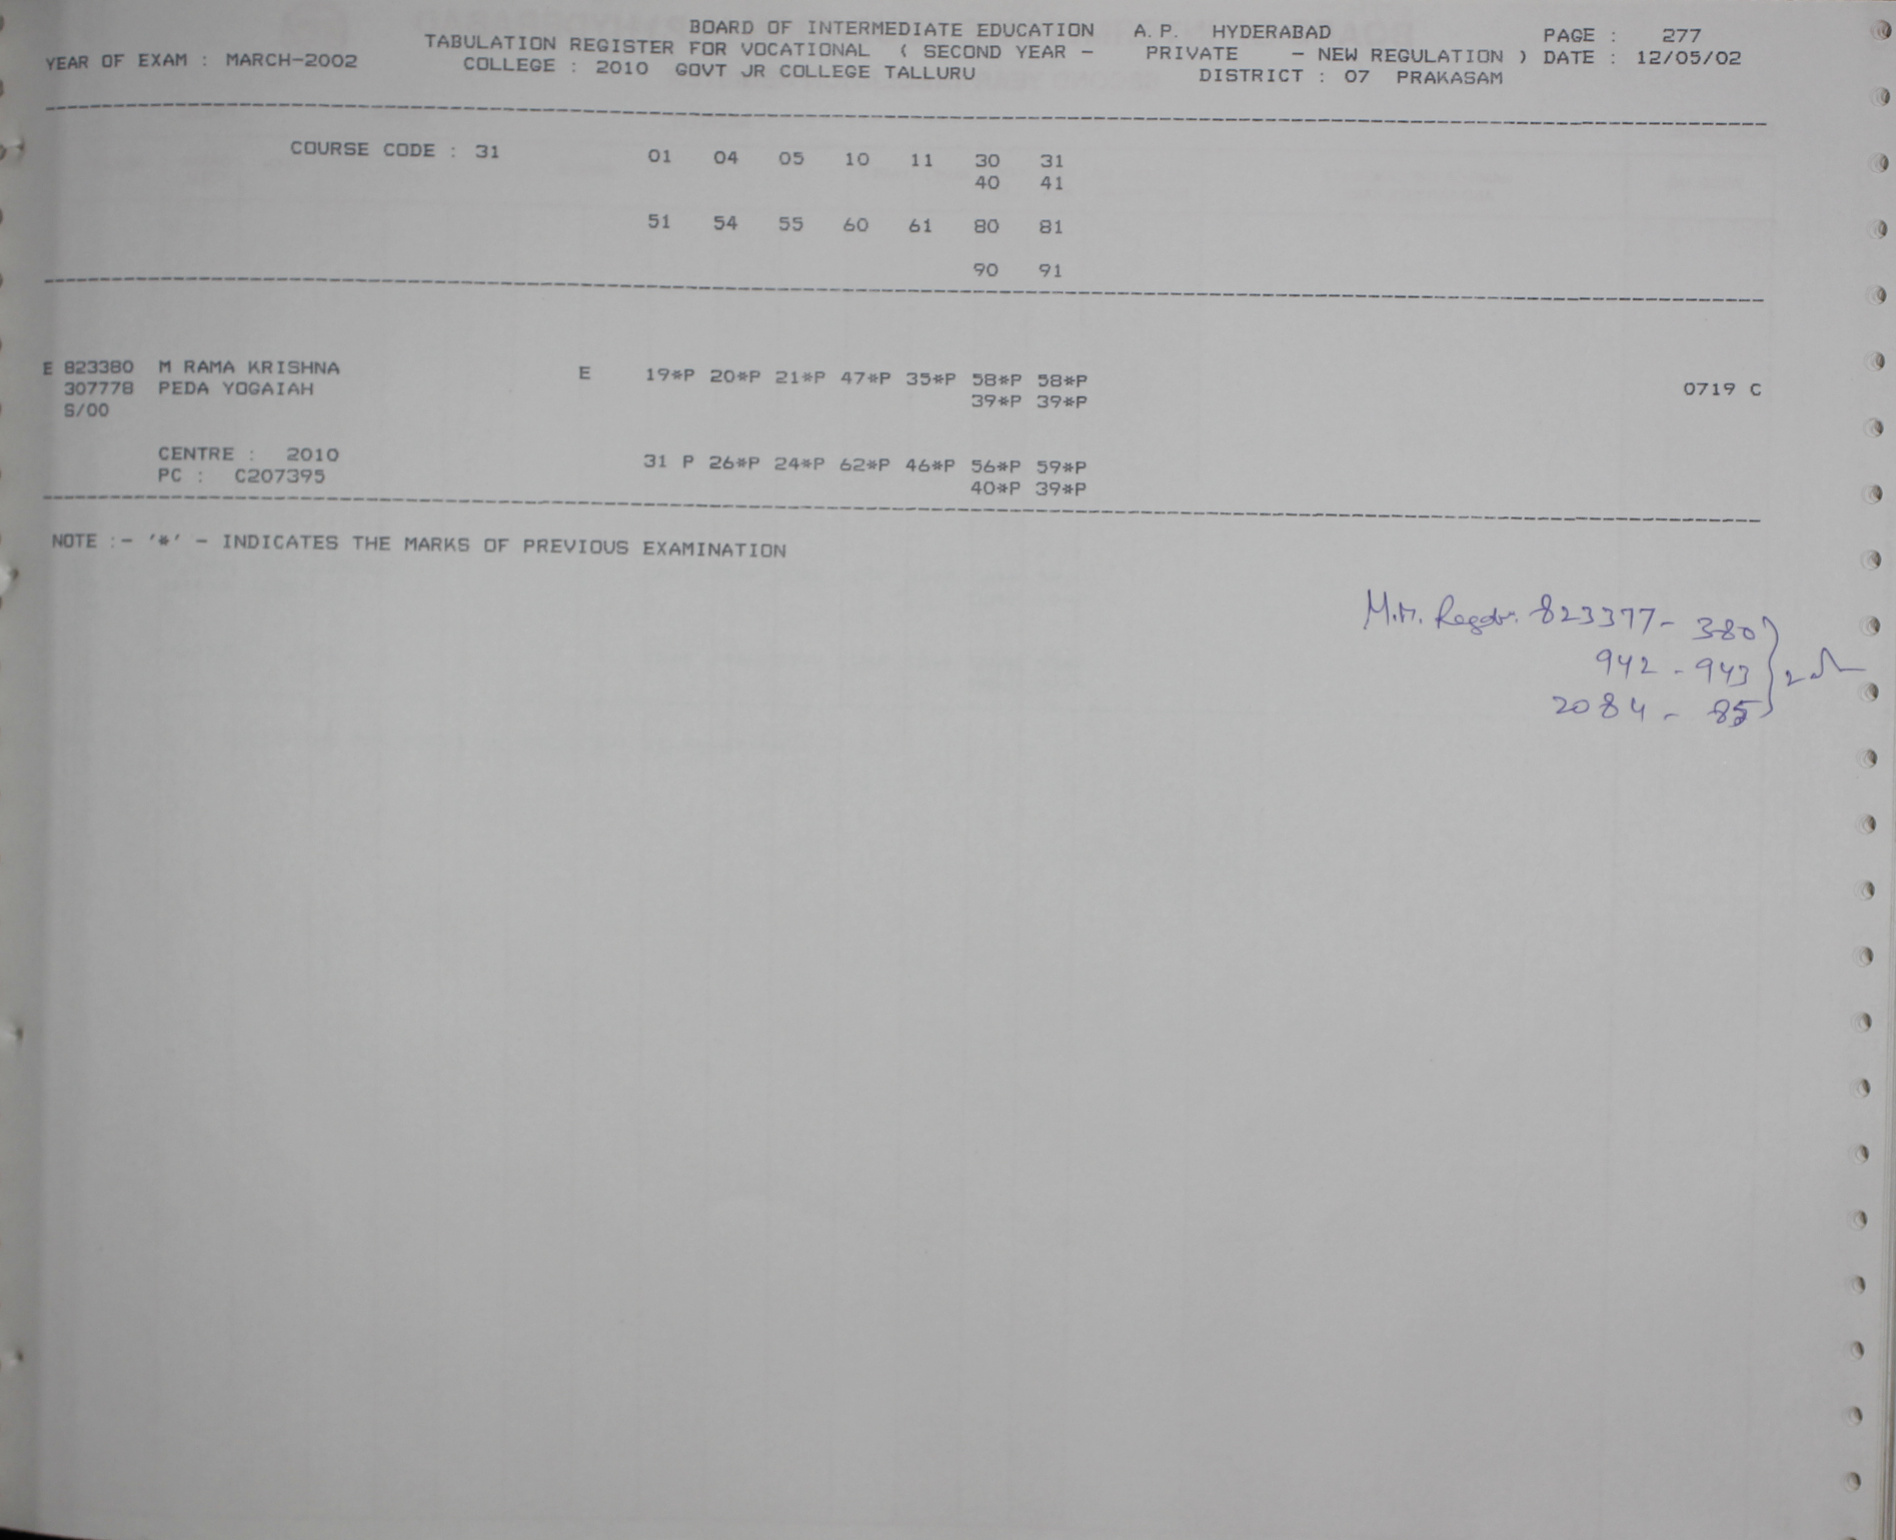 BOARD OF INTERMEDIATE EDUCATION A.P. HYDERABAD PAGE : 277
TABULATION REGISTER FOR VOCATIONAL ( SECOND YEAR - PRIVATE - NEW REGULATION ) DATE : 12/05/02
YEAR OF EXAM : MARCH-2002 COLLEGE : 2010 GOVT JR COLLEGE TALLURU DISTRICT : 07 PRAKASAM
COURSE CODE : 31 01 04 05 10 11 30 31
40 41
51 54 55 60 61 80 81
90 91
E 823380 M RAMA KRISHNA E 19*P 20*P 21*P 47*P 35*P 58*P 58*P
307778 PEDA YOGAIAH 39*P 39*P 0719 C
S/00
CENTRE : 2010 31 P 26*P 24*P 62*P 46*P 56*P 59*P
PC : C207395 40*P 39*P
NOTE :- '*' - INDICATES THE MARKS OF PREVIOUS EXAMINATION
823377 - 380
942 - 943
2084 - 85